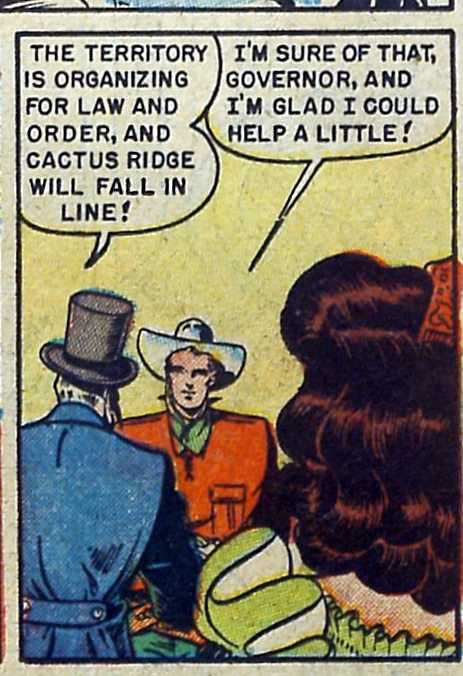 THE TERRITORY
IS ORGANIZING
FOR LAW AND
ORDER, AND
CACTUS RIDGE
WILL FALL IN
LINE!
I'M SURE OF THAT,
GOVERNOR, AND
I'M GLAD I COULD
HELP A LITTLE!